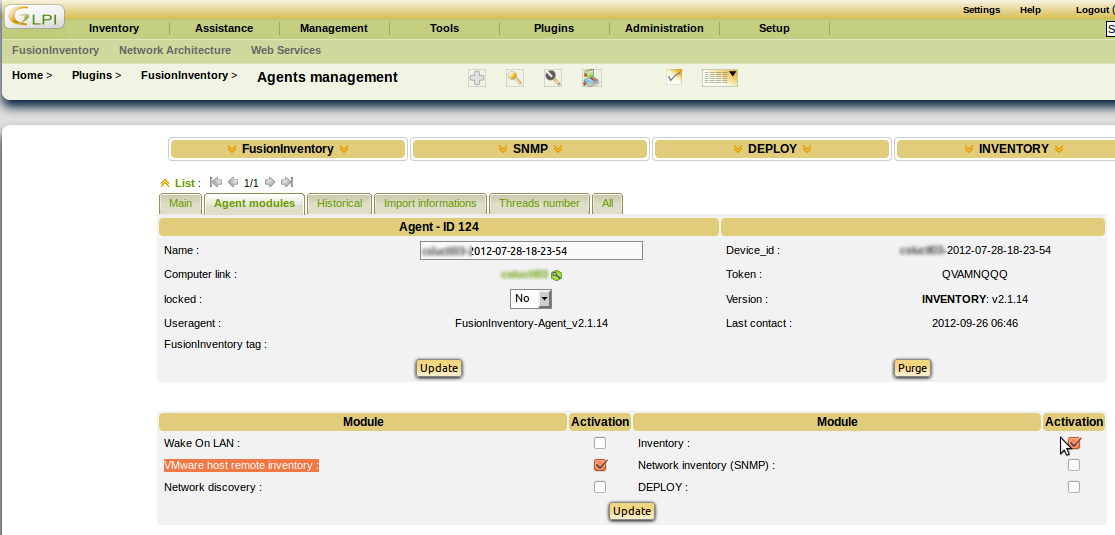 GLPI
Settings Help Logout (
Inventory Assistance Management Tools Plugins Administration Setup
S
FusionInventory Network Architecture Web Services
Home > Plugins > FusionInventory > Agents management
FusionInventory SNMP DEPLOY INVENTORY
List : 1/1
Main Agent modules Historical Import informations Threads number All
Agent - ID 124
Name : 2012-07-28-18-23-54 Device_id : -2012-07-28-18-23-54
Computer link : Token : QVAMNQQQ
locked : No Version : INVENTORY: v2.1.14
Useragent : FusionInventory-Agent_v2.1.14 Last contact : 2012-09-26 06:46
FusionInventory tag :
Update Purge
Module Activation Module Activation
Wake On LAN : Inventory :
VMware host remote inventory : Network inventory (SNMP) :
Network discovery : DEPLOY :
Update